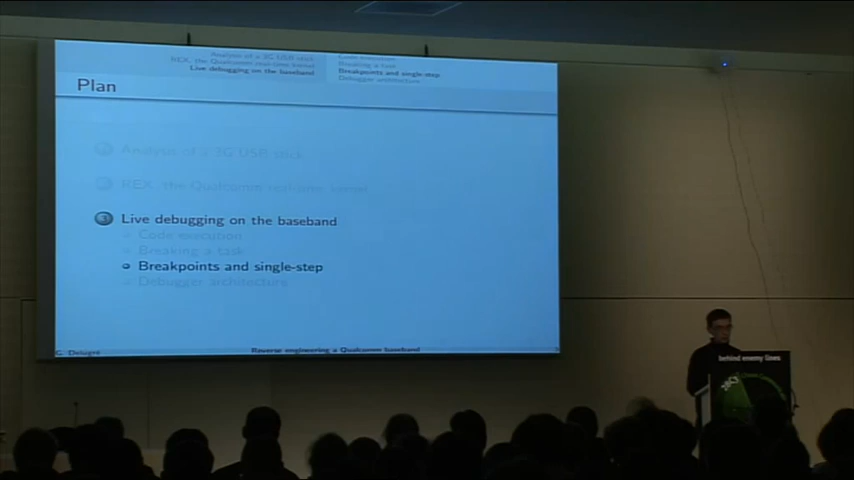 Analysis of a 3G USB stick
REX, the Qualcomm real-time kernel
Live debugging on the baseband
Code execution
Breaking a task
Breakpoints and single-step
Debugger architecture
Plan
1 Analysis of a 3G USB stick
2 REX, the Qualcomm real-time kernel
3 Live debugging on the baseband
Code execution
Breaking a task
Breakpoints and single-step
Debugger architecture
G. Delugré
Reverse engineering a Qualcomm baseband
behind enemy lines